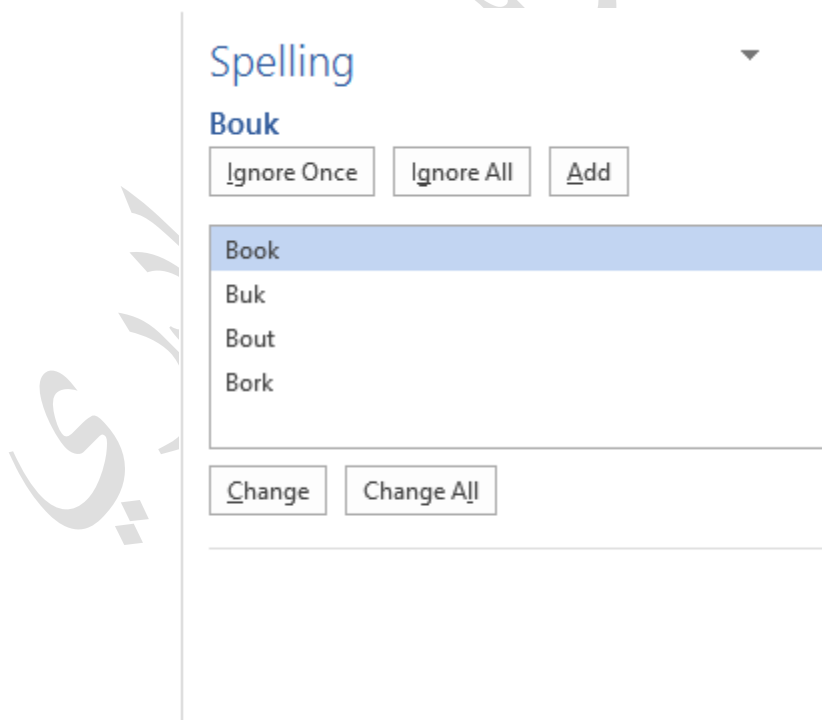 Spelling
Bouk
Ignore Once Ignore All Add
Book
Buk
Bout
Bork
Change Change All